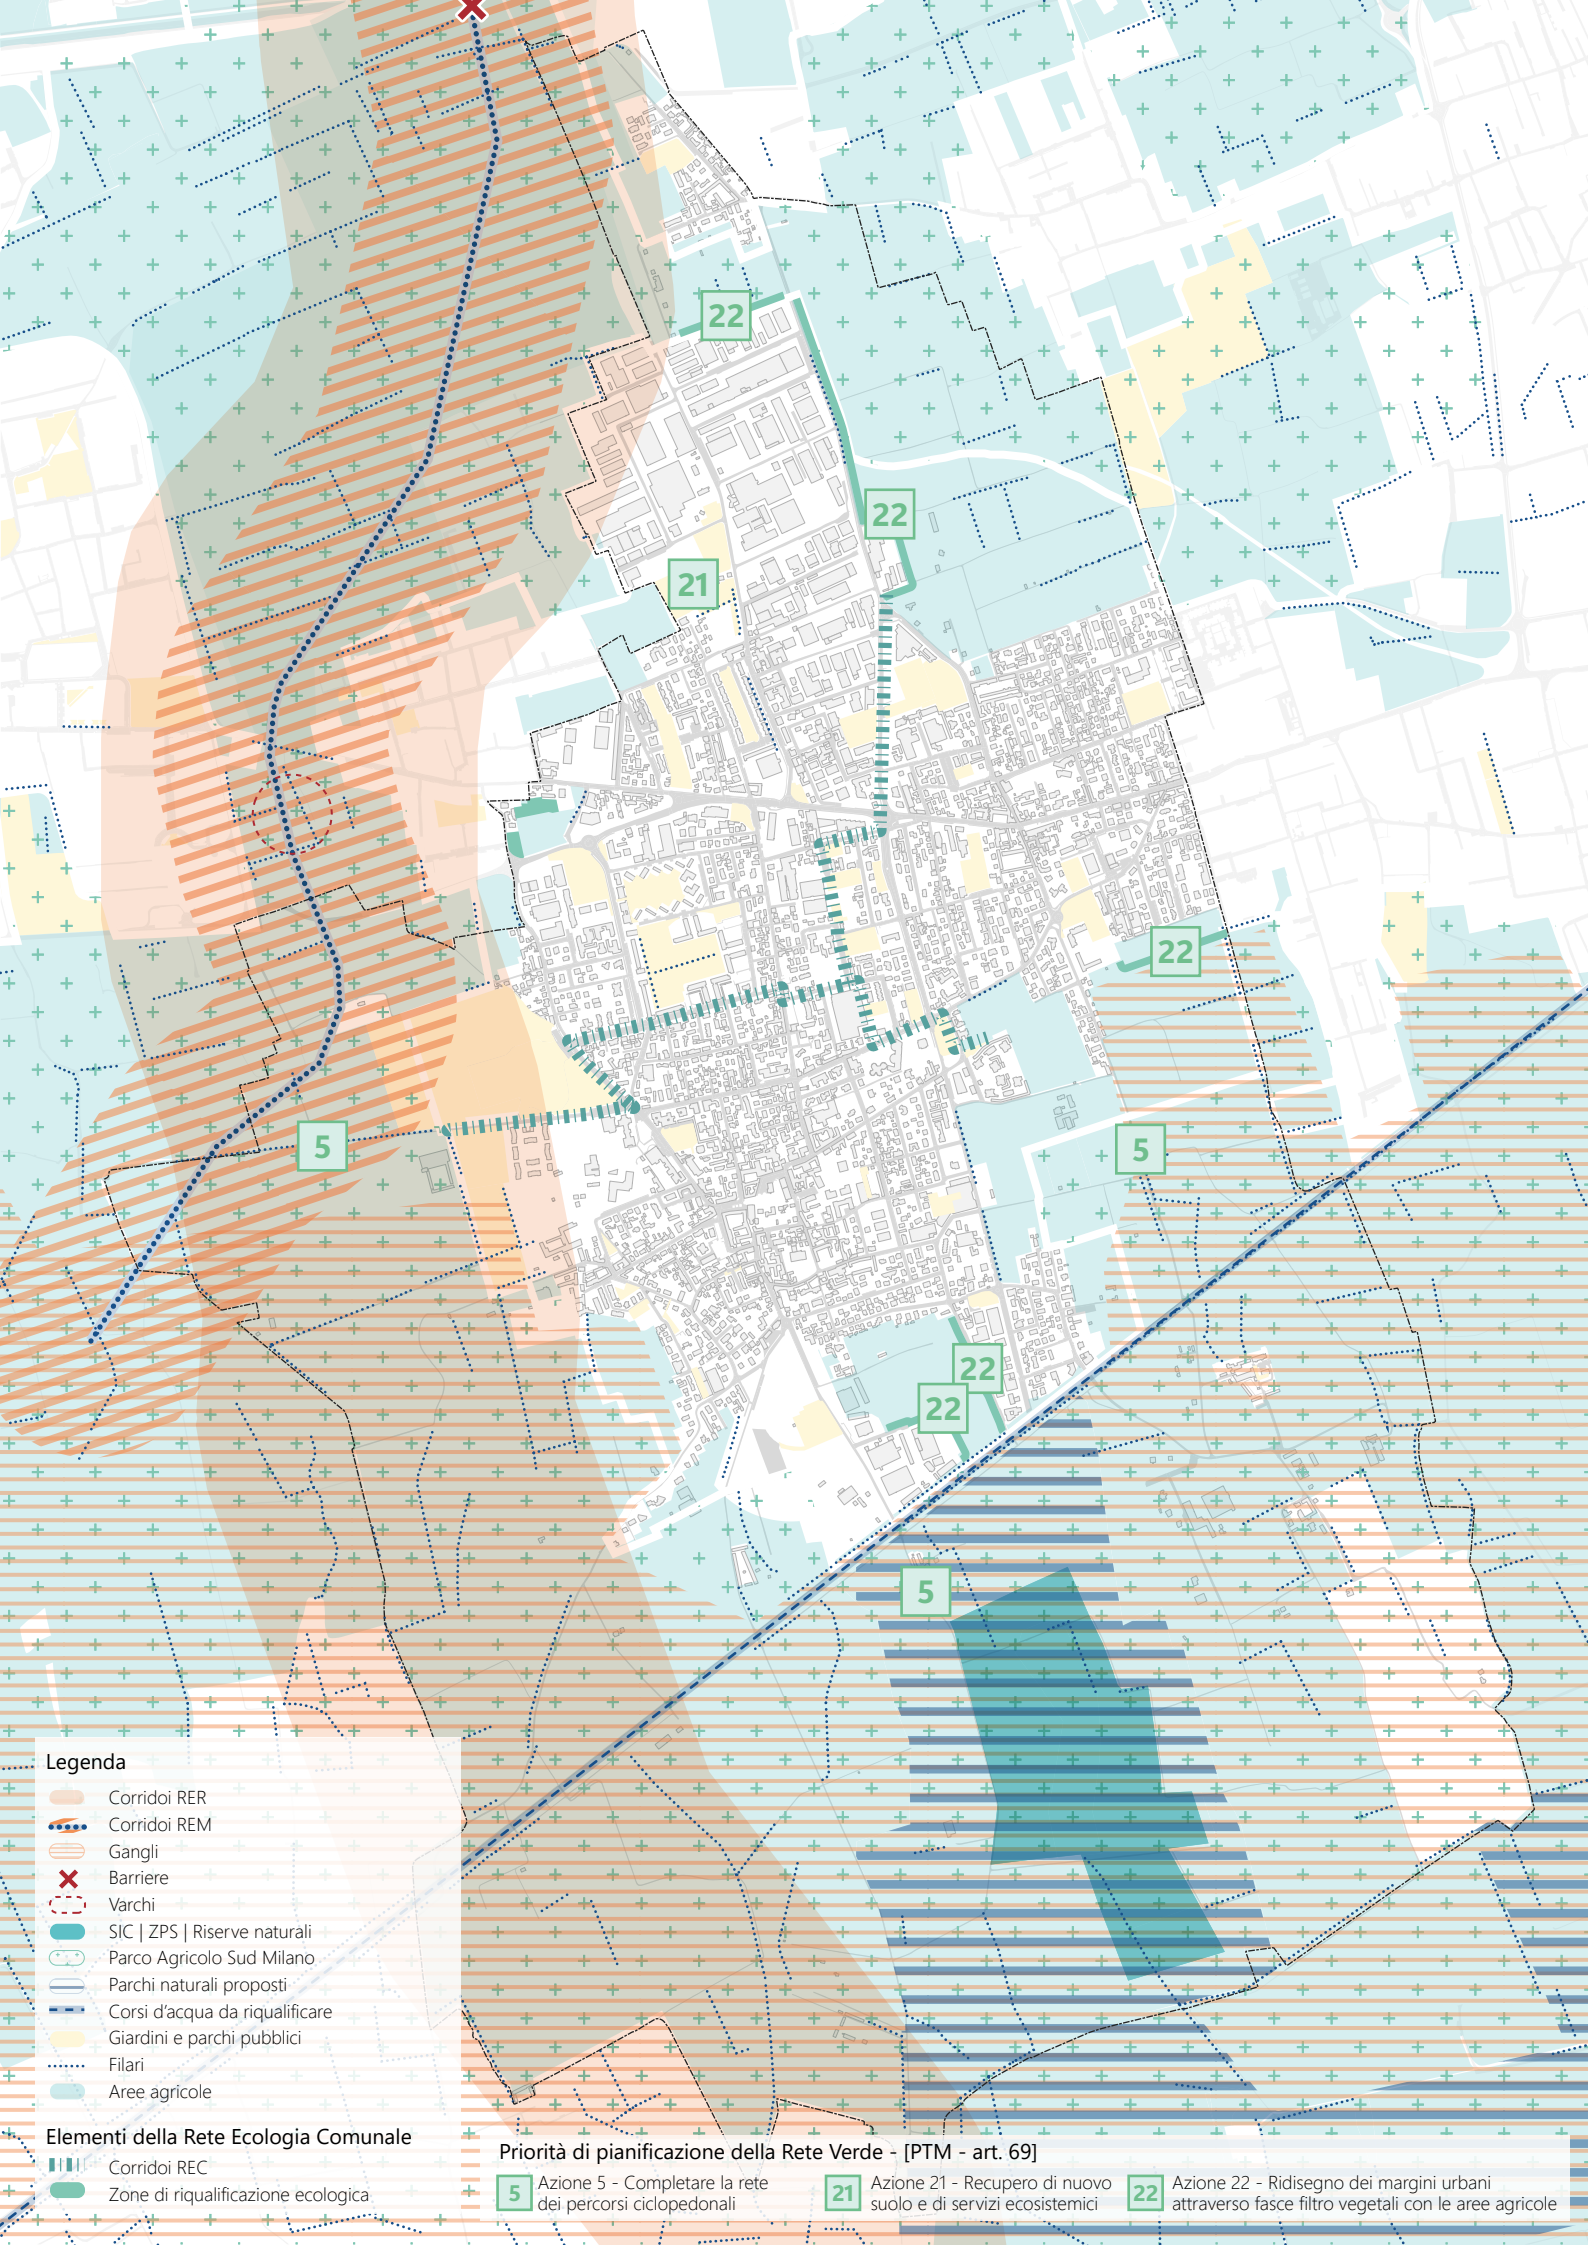 22
22
21
22
5
5
22
22
5
Legenda
Corridoi RER
Corridoi REM
Gangli
Barriere
Varchi
SIC | ZPS | Riserve naturali
Parco Agricolo Sud Milano
Parchi naturali proposti
Corsi d'acqua da riqualificare
Giardini e parchi pubblici
Filari
Aree agricole
Elementi della Rete Ecologia Comunale
Corridoi REC
Zone di riqualificazione ecologica
Priorità di pianificazione della Rete Verde - [PTM - art. 69]
5
Azione 5 - Completare la rete
dei percorsi ciclopedonali
21
Azione 21 - Recupero di nuovo
suolo e di servizi ecosistemici
22
Azione 22 - Ridisegno dei margini urbani
attraverso fasce filtro vegetali con le aree agricole